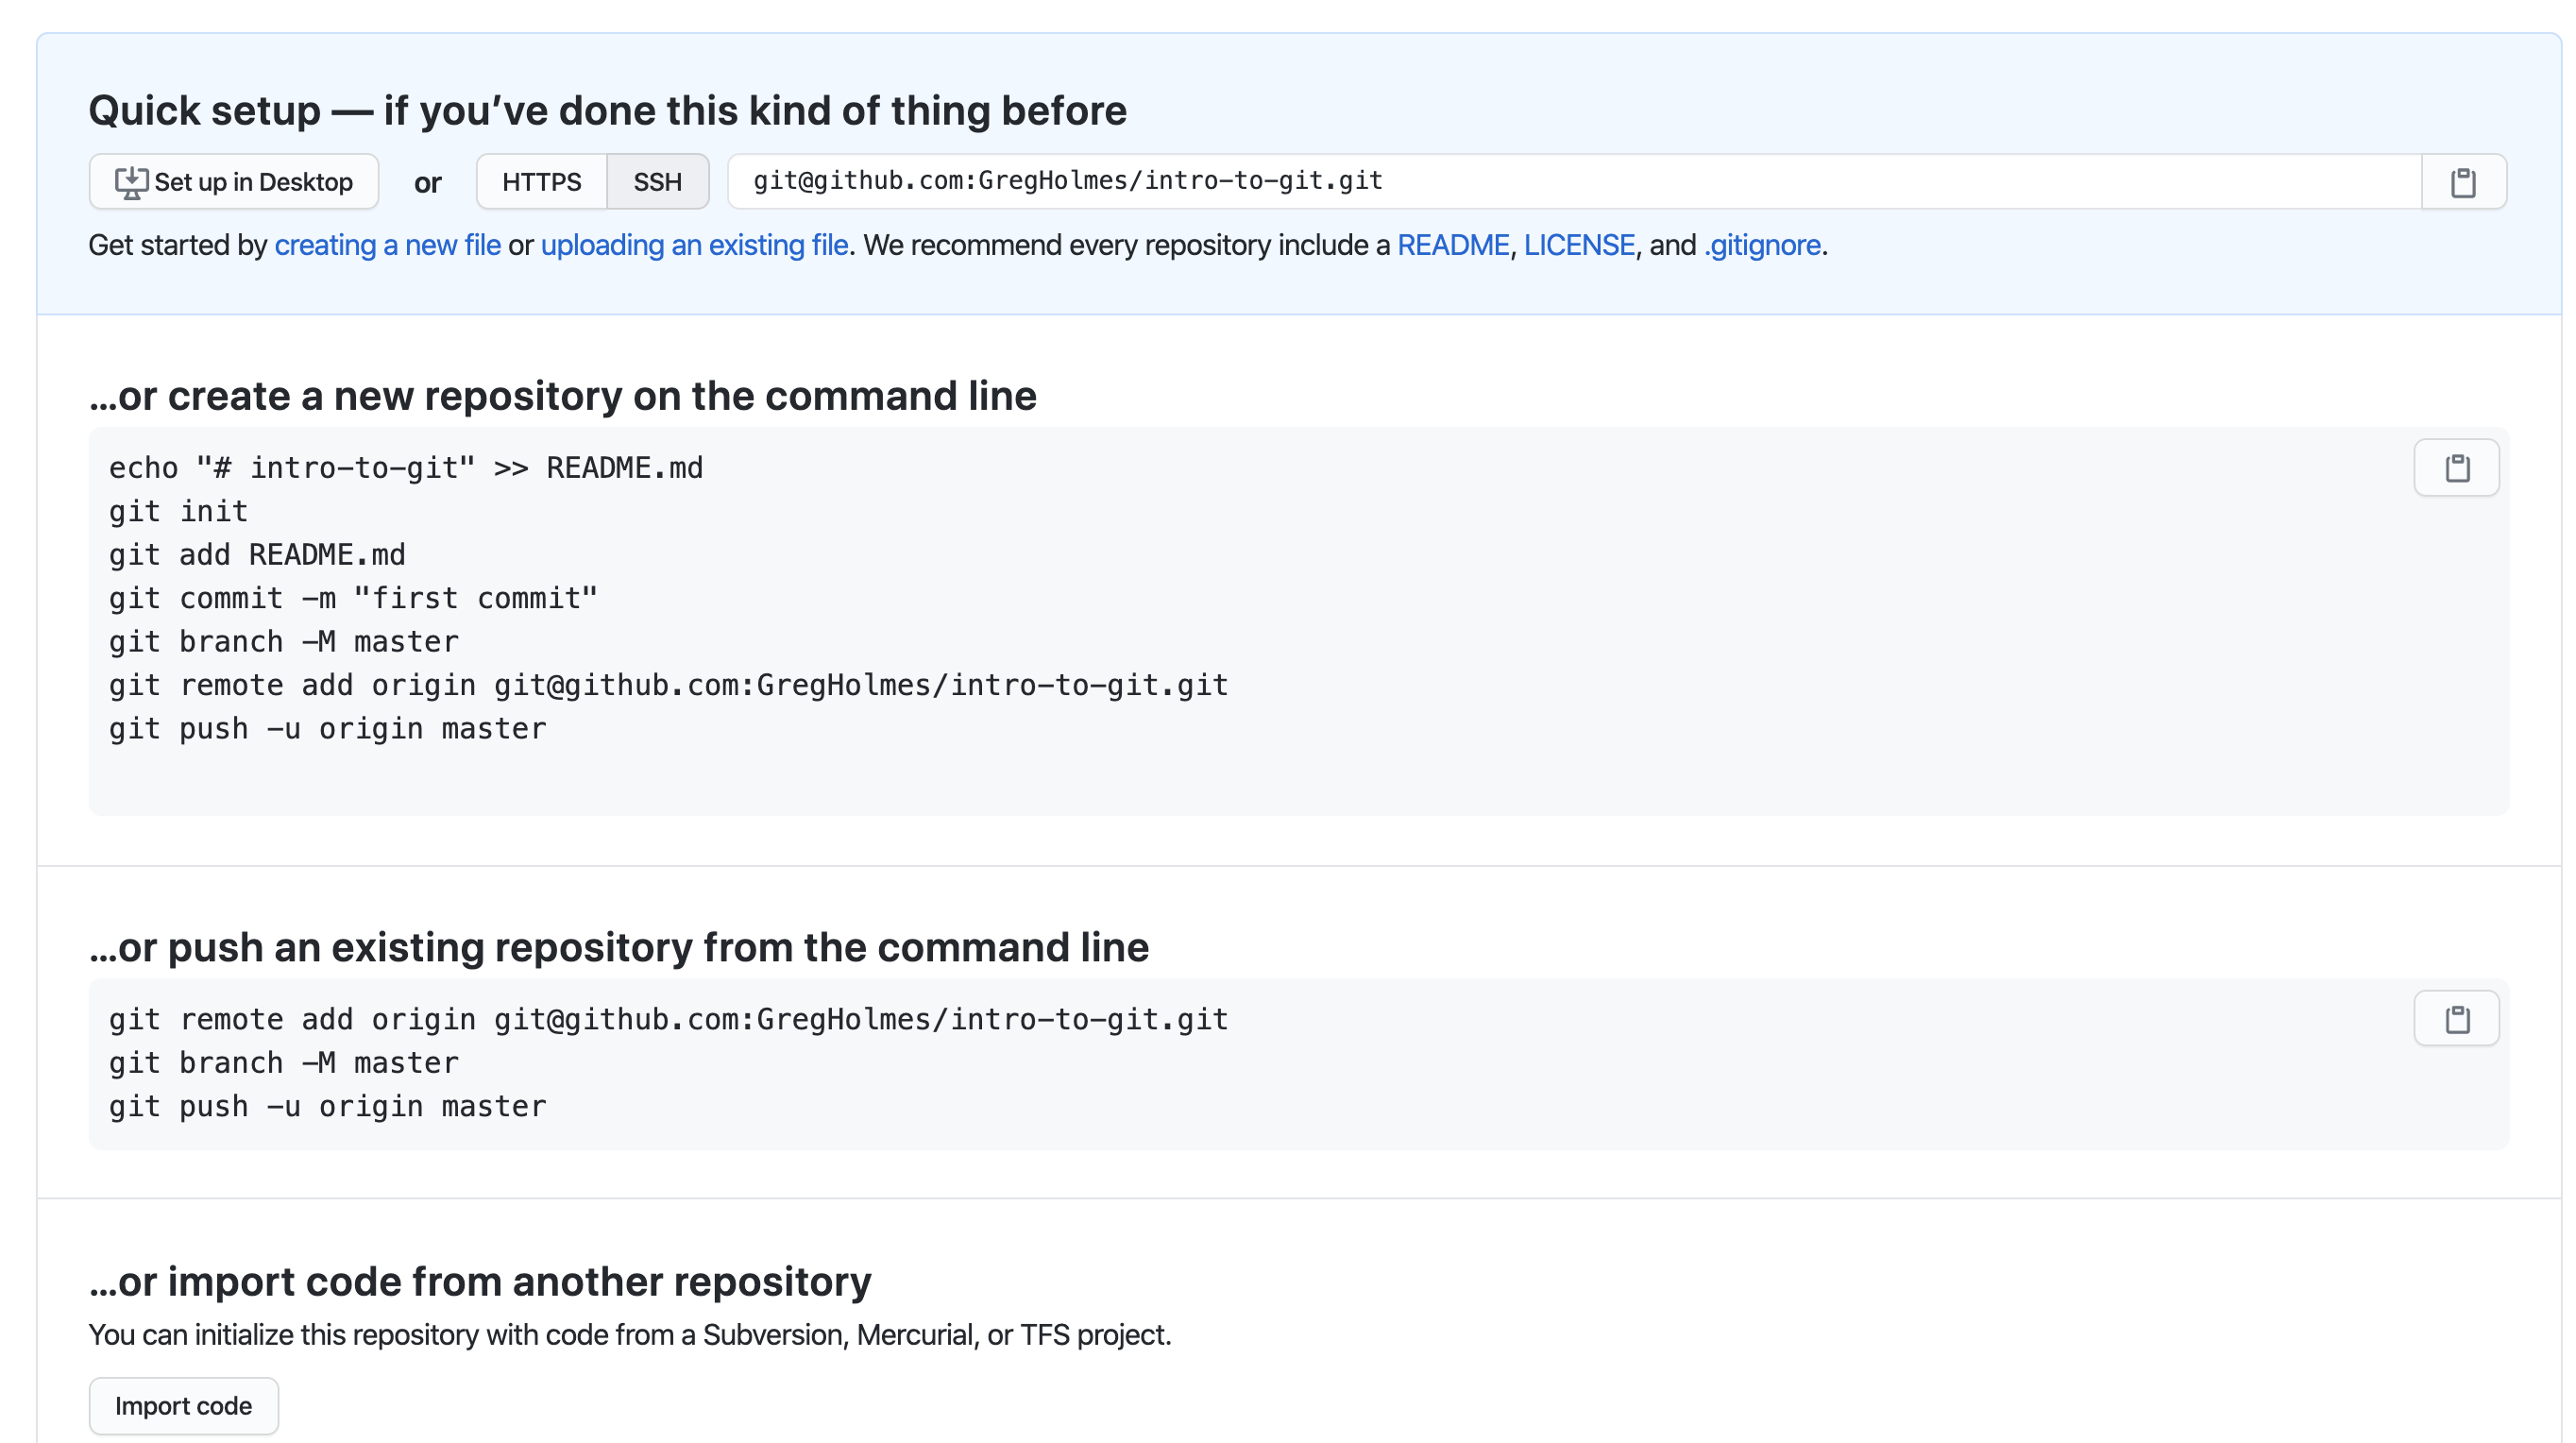 Quick setup — if you’ve done this kind of thing before
Set up in Desktop or HTTPS SSH git@github.com:GregHolmes/intro-to-git.git
Get started by creating a new file or uploading an existing file. We recommend every repository include a README, LICENSE, and .gitignore.
…or create a new repository on the command line
echo "# intro-to-git" >> README.md
git init
git add README.md
git commit -m "first commit"
git branch -M master
git remote add origin git@github.com:GregHolmes/intro-to-git.git
git push -u origin master
…or push an existing repository from the command line
git remote add origin git@github.com:GregHolmes/intro-to-git.git
git branch -M master
git push -u origin master
…or import code from another repository
You can initialize this repository with code from a Subversion, Mercurial, or TFS project.
Import code